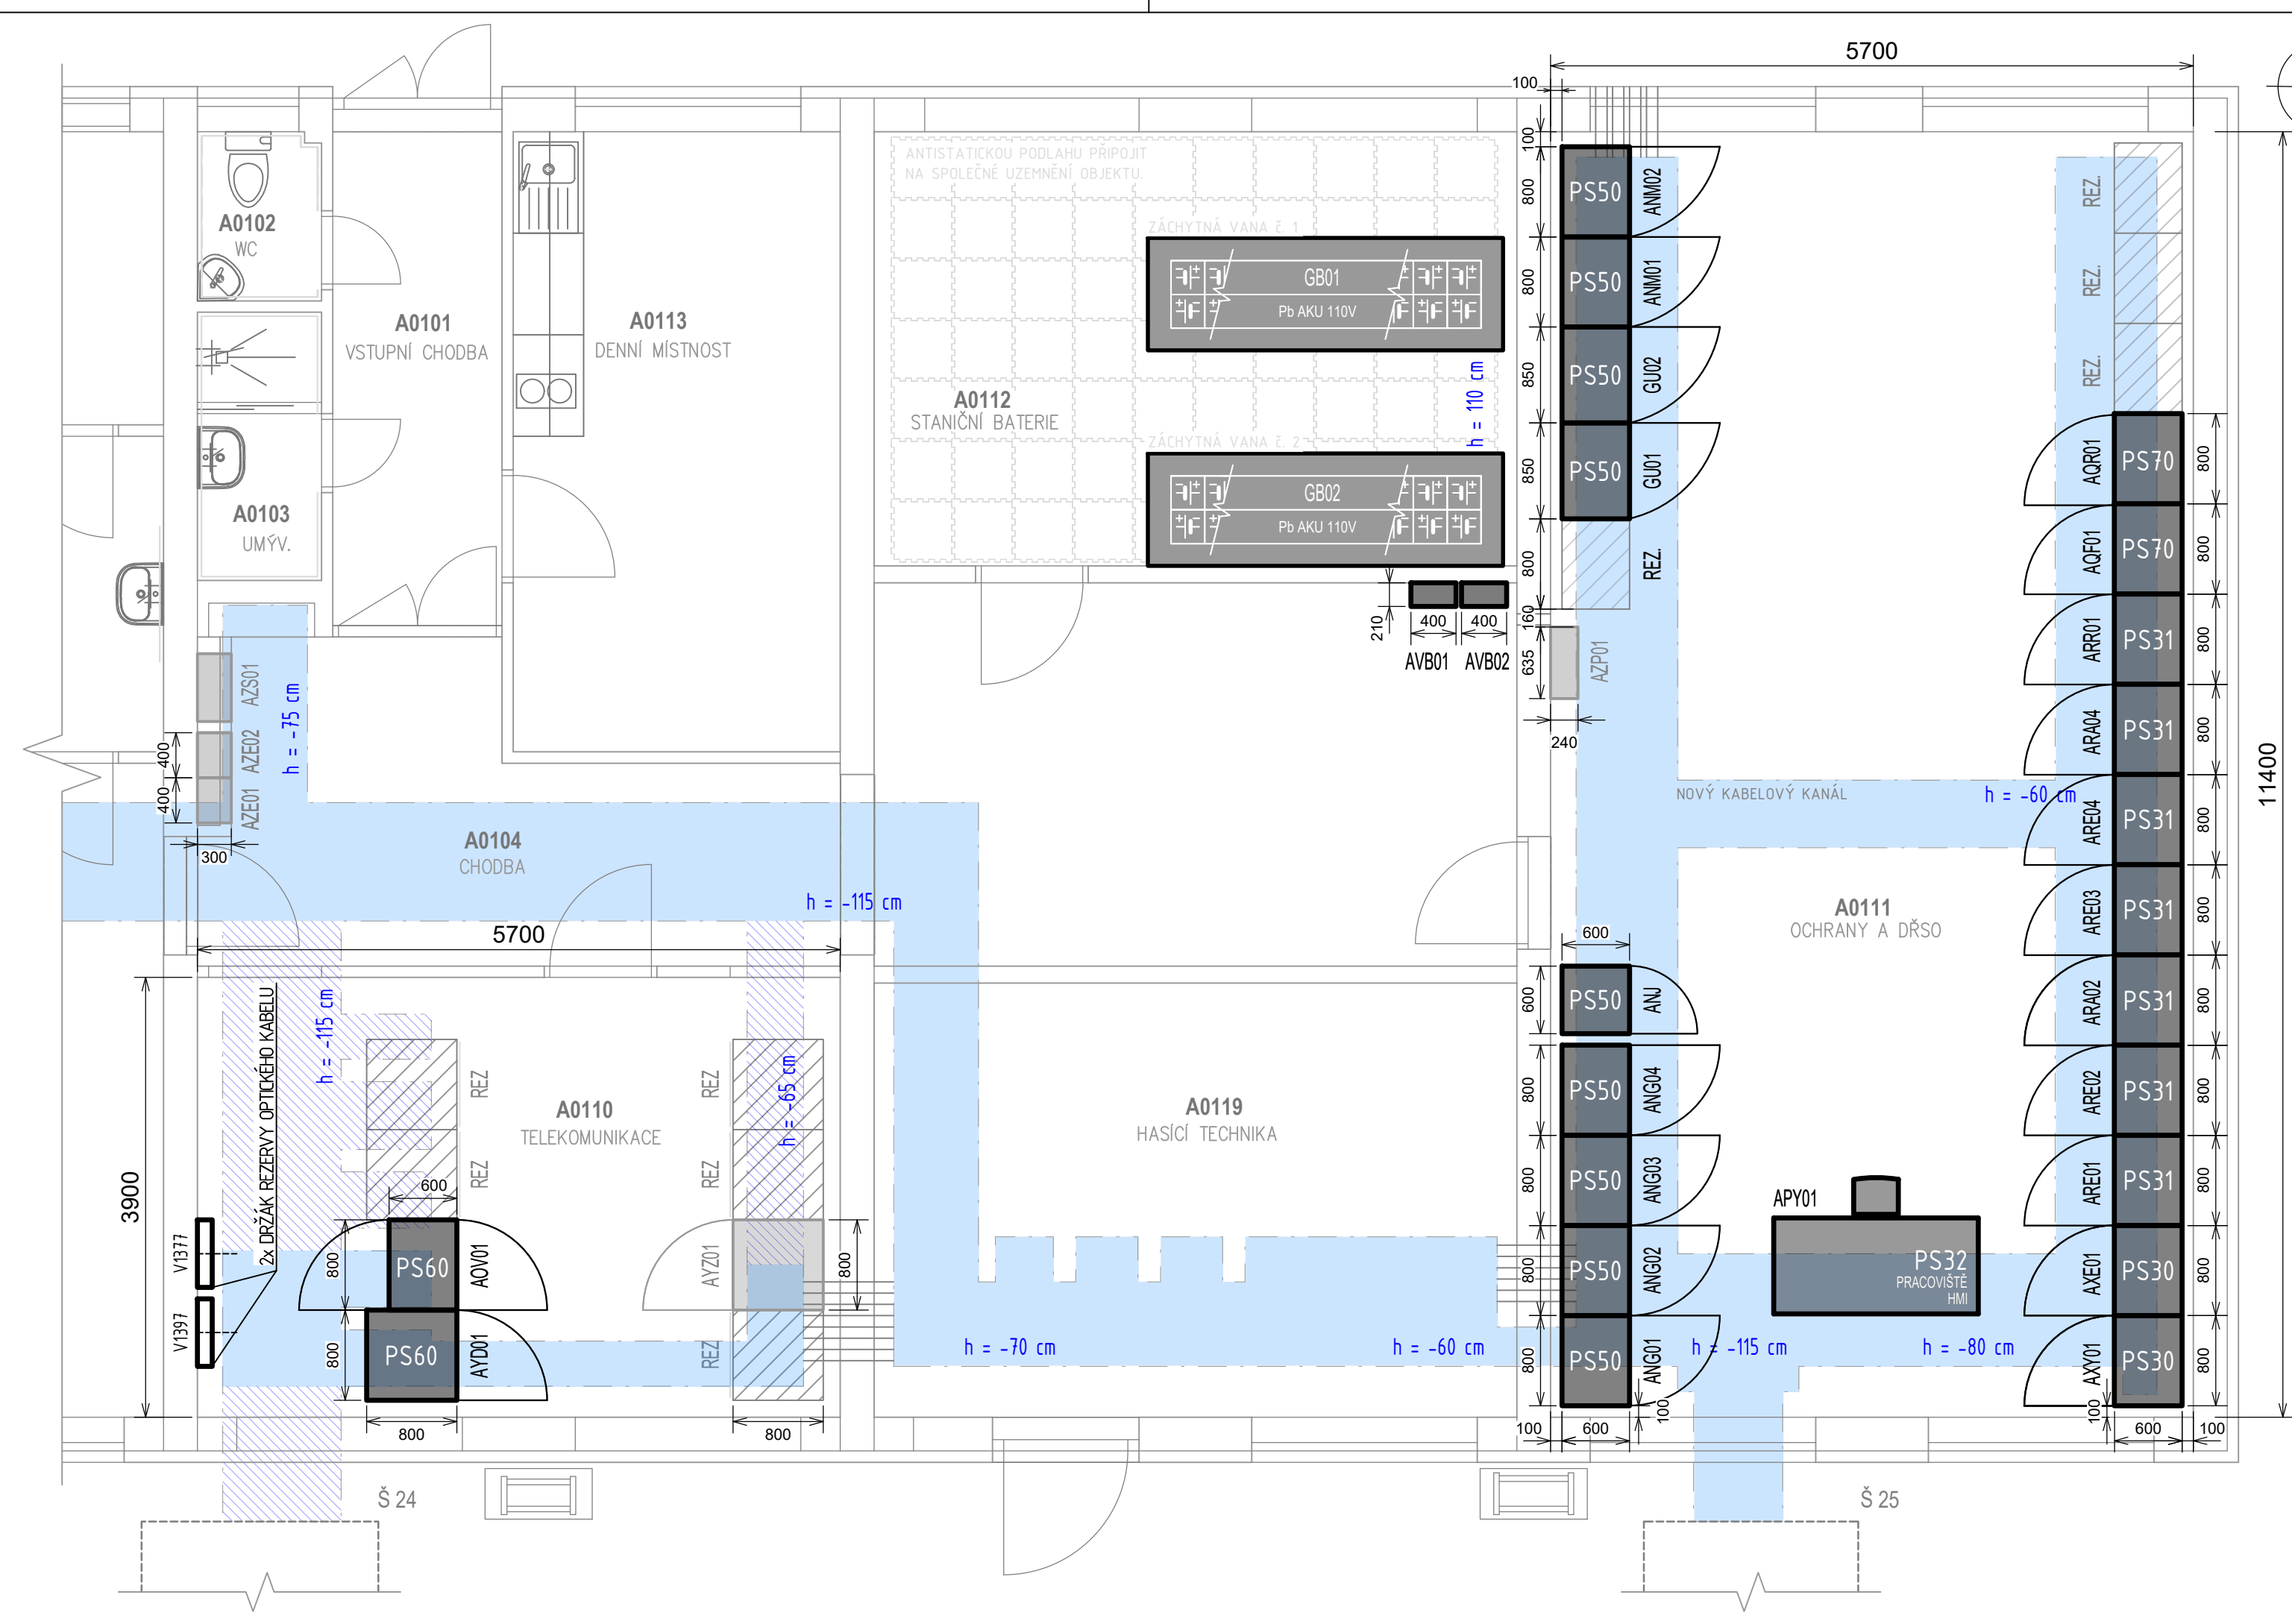 5700
100
ANTISTATICKOU PODLAHU PŘIPOJIT
NA SPOLEČNÉ UZEMNĚNÍ OBJEKTU.
A0102
WC
A0101
VSTUPNÍ CHODBA
A0113
DENNÍ MÍSTNOST
ZÁCHYTNÁ VANA č. 1
GB01
Pb AKU 110V
A0112
STANIČNÍ BATERIE
h = 110 cm
ZÁCHYTNÁ VANA č. 2
GB02
Pb AKU 110V
A0103
UMÝV.
100
800
PS50
ANM02
800
PS50
ANM01
850
PS50
GU02
850
PS50
GU01
800
REZ.
160
635
AZP01
240
210
400
400
AVB01
AVB02
REZ.
REZ.
REZ.
AQR01
PS70
800
AQF01
PS70
800
ARR01
PS31
800
ARA04
PS31
800
ARE04
PS31
800
ARE03
PS31
800
ARA02
PS31
800
ARE02
PS31
800
ARE01
PS31
800
AXE01
PS30
800
AXY01
PS30
800
11400
AZS01
AZE02
AZE01
400
400
300
h = -75 cm
A0104
CHODBA
h = -115 cm
NOVÝ KABELOVÝ KANÁL
h = -60 cm
A0111
OCHRANY A DŘSO
5700
3900
2x DRŽÁK REZERVY OPTICKÉHO KABELU
h = -115 cm
REZ
REZ
A0110
TELEKOMUNIKACE
REZ
REZ
h = -65 cm
600
V1377
V1397
800
PS60
AOV01
800
PS60
AYD01
800
AYZ01
800
REZ
800
A0119
HASÍCÍ TECHNIKA
h = -70 cm
h = -60 cm
600
600
PS50
ANJ
800
PS50
ANG04
800
PS50
ANG03
800
PS50
ANG02
800
PS50
ANG01
100
100
600
APY01
PS32
PRACOVIŠTĚ
HMI
h = -115 cm
h = -80 cm
100
600
100
Š 24
Š 25